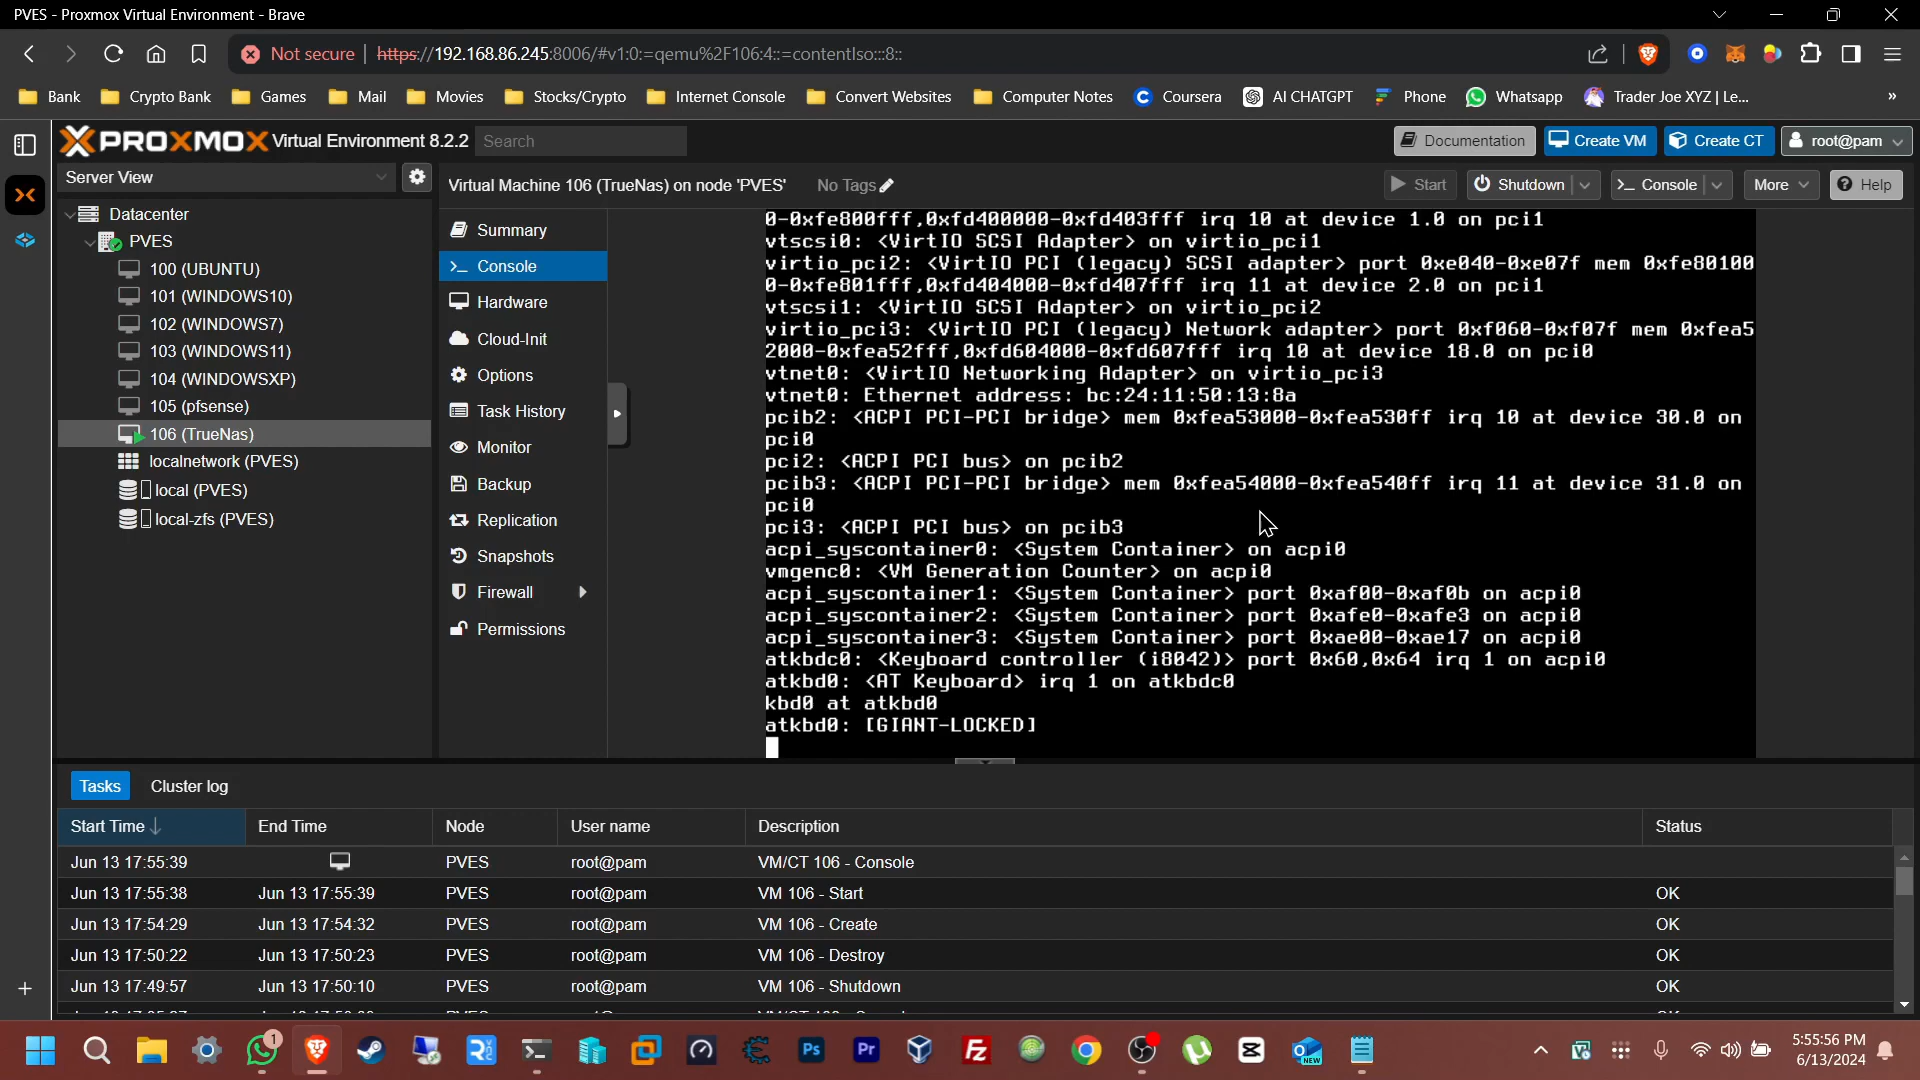 PVES - Proxmox Virtual Environment - Brave
Not secure | https://192.168.86.245:8006/#v1:0:=qemu%2F106:4::=contentIso:::8::
Bank Crypto Bank Games Mail Movies Stocks/Crypto Internet Console Convert Websites Computer Notes Coursera AI CHATGPT Phone Whatsapp Trader Joe XYZ | Le...
PROXMOX Virtual Environment 8.2.2 Search Documentation Create VM Create CT root@pam
Server View
Virtual Machine 106 (TrueNas) on node 'PVES' No Tags Start Shutdown Console More Help
Datacenter
PVES
100 (UBUNTU)
101 (WINDOWS10)
102 (WINDOWS7)
103 (WINDOWS11)
104 (WINDOWSXP)
105 (pfsense)
106 (TrueNas)
localnetwork (PVES)
local (PVES)
local-zfs (PVES)
Summary
Console
Hardware
Cloud-Init
Options
Task History
Monitor
Backup
Replication
Snapshots
Firewall
Permissions
0-0xfe800fff,0xfd400000-0xfd403fff irq 10 at device 1.0 on pci1
vtscsi0: <VirtIO SCSI Adapter> on virtio_pci1
virtio_pci2: <VirtIO PCI (legacy) SCSI adapter> port 0xe040-0xe07f mem 0xfe80100
0-0xfe801fff,0xfd404000-0xfd407fff irq 11 at device 2.0 on pci1
vtscsi1: <VirtIO SCSI Adapter> on virtio_pci2
virtio_pci3: <VirtIO PCI (legacy) Network adapter> port 0xf060-0xf07f mem 0xfea5
2000-0xfea52fff,0xfd604000-0xfd607fff irq 10 at device 18.0 on pci0
vtnet0: <VirtIO Networking Adapter> on virtio_pci3
vtnet0: Ethernet address: bc:24:11:50:13:8a
pcib2: <ACPI PCI-PCI bridge> mem 0xfea53000-0xfea530ff irq 10 at device 30.0 on
pci0
pci2: <ACPI PCI bus> on pcib2
pcib3: <ACPI PCI-PCI bridge> mem 0xfea54000-0xfea540ff irq 11 at device 31.0 on
pci0
pci3: <ACPI PCI bus> on pcib3
acpi_syscontainer0: <System Container> on acpi0
vmgenc0: <VM Generation Counter> on acpi0
acpi_syscontainer1: <System Container> port 0xaf00-0xaf0b on acpi0
acpi_syscontainer2: <System Container> port 0xafe0-0xafe3 on acpi0
acpi_syscontainer3: <System Container> port 0xae00-0xae17 on acpi0
atkbdc0: <Keyboard controller (i8042)> port 0x60,0x64 irq 1 on acpi0
atkbd0: <AT Keyboard> irq 1 on atkbdc0
kbd0 at atkbd0
atkbd0: [GIANT-LOCKED]
Tasks Cluster log
Start Time End Time Node User name Description Status
Jun 13 17:55:39 PVES root@pam VM/CT 106 - Console
Jun 13 17:55:38 Jun 13 17:55:39 PVES root@pam VM 106 - Start OK
Jun 13 17:54:29 Jun 13 17:54:32 PVES root@pam VM 106 - Create OK
Jun 13 17:50:22 Jun 13 17:50:23 PVES root@pam VM 106 - Destroy OK
Jun 13 17:49:57 Jun 13 17:50:10 PVES root@pam VM 106 - Shutdown OK
1 Ps Pr Fz NEW
5:55:56 PM
6/13/2024